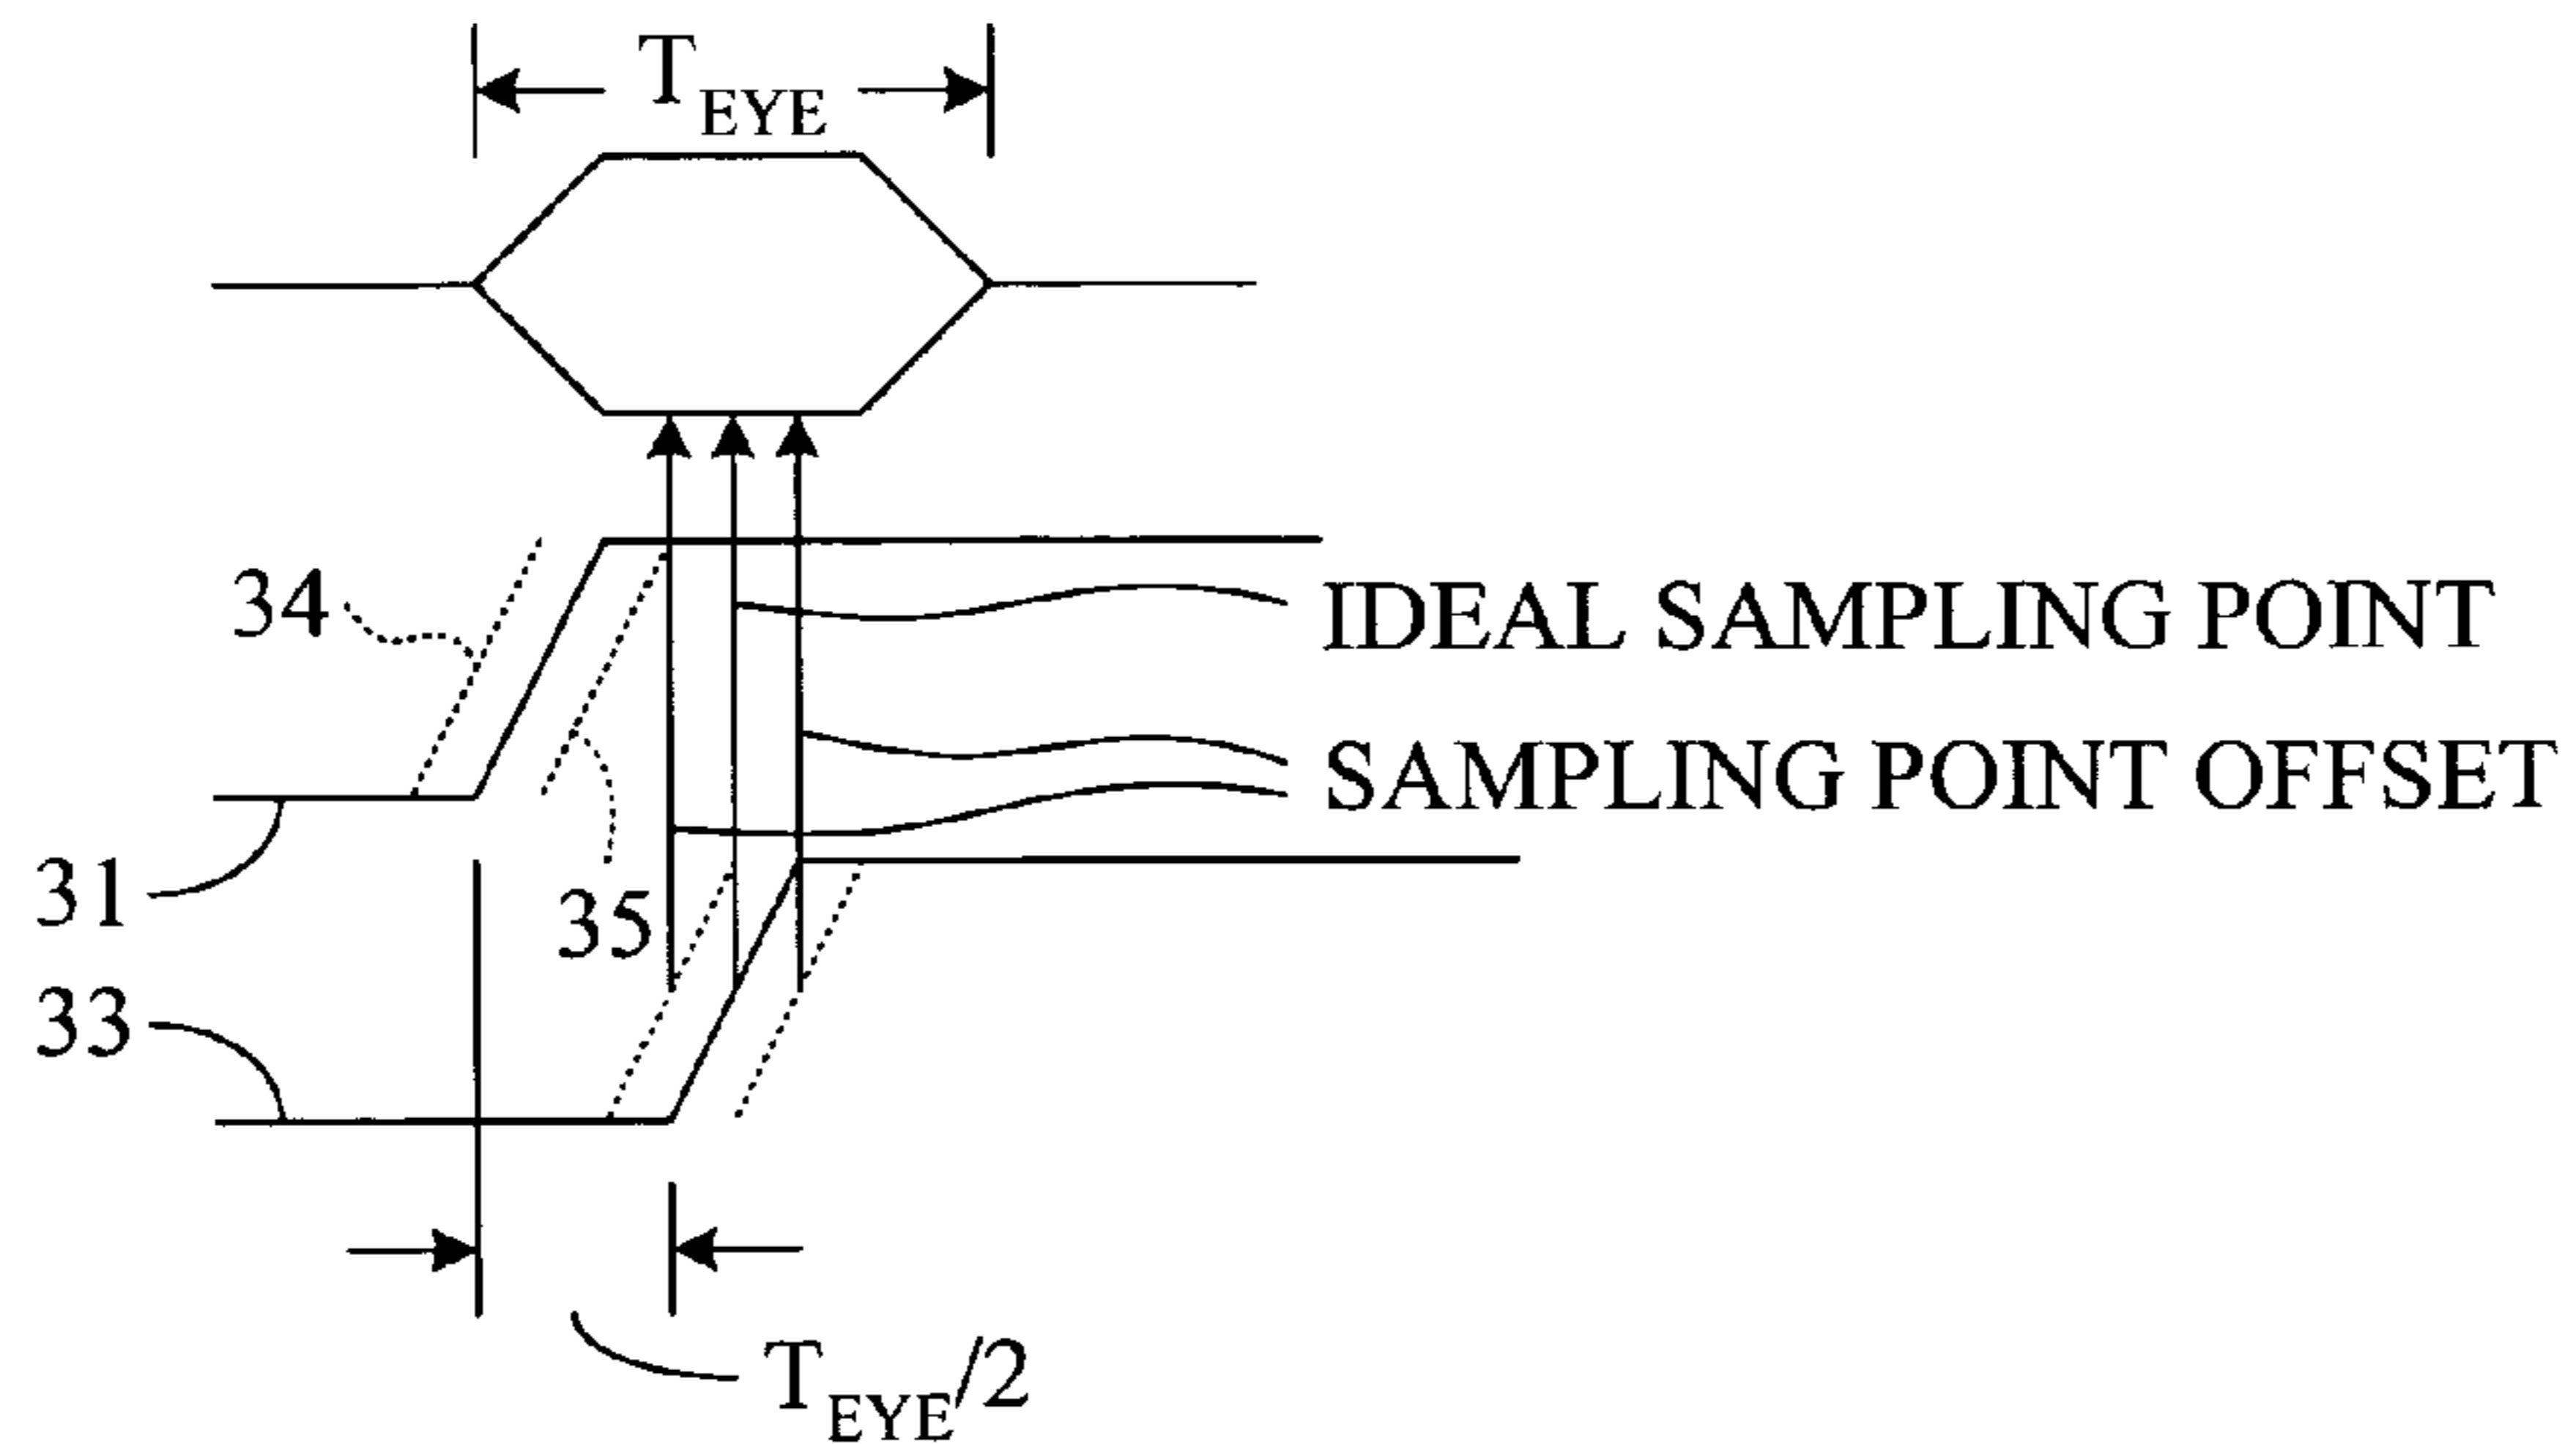 T_EYE
34
IDEAL SAMPLING POINT
SAMPLING POINT OFFSET
31
35
33
T_EYE/2